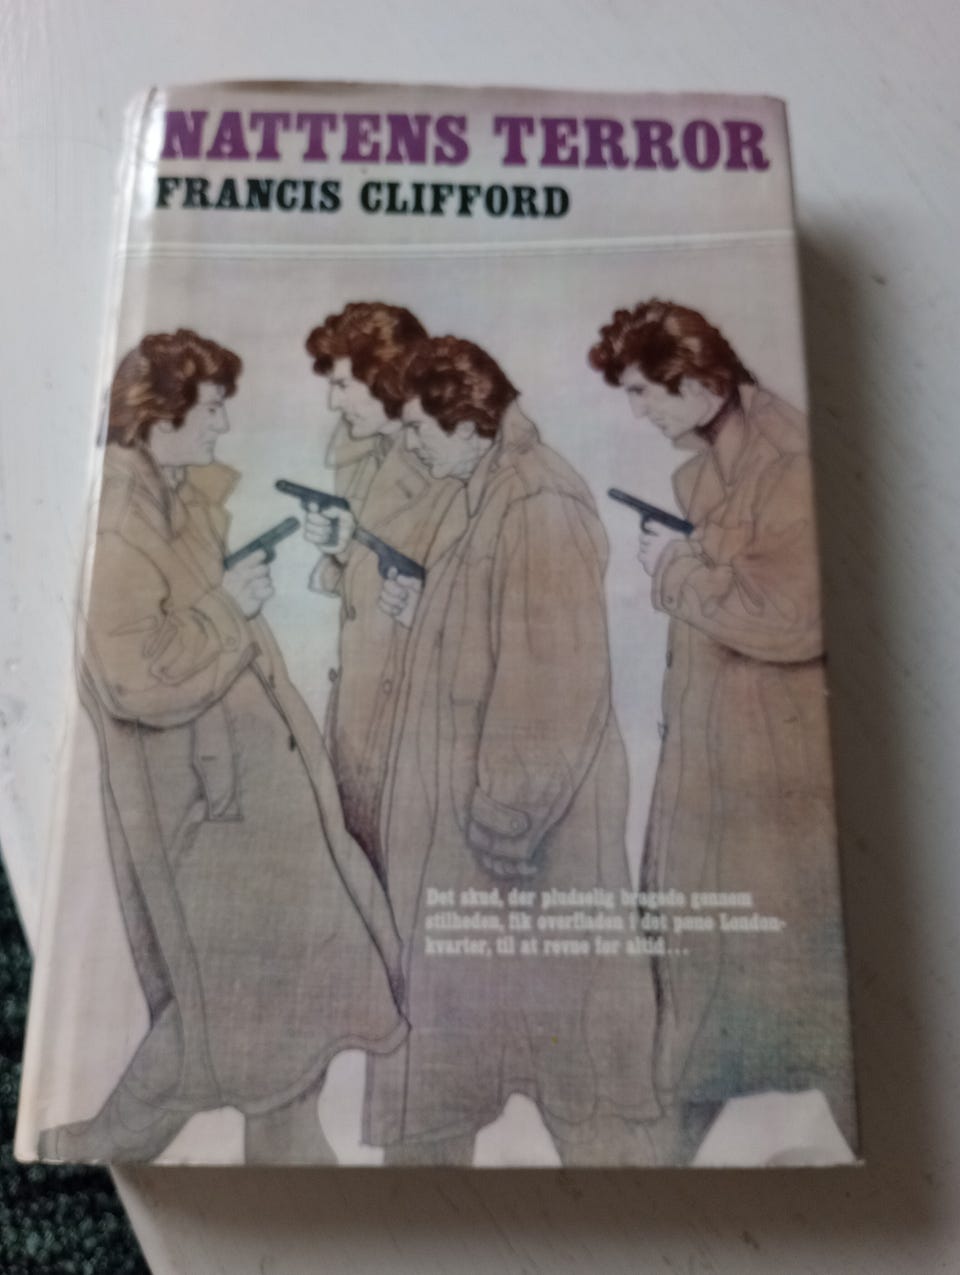 NATTENS TERROR
FRANCIS CLIFFORD
Det skud, der pludselig bragede gennem
stilheden, fik overfladen i det pæne London-
kvarter, til at revne for altid...